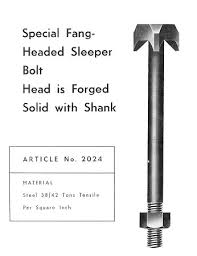 Special Fang-
Headed Sleeper
Bolt
Head is Forged
Solid with Shank
ARTICLE No. 2024
MATERIAL
Steel 38/42 Tons Tensile
Per Square Inch